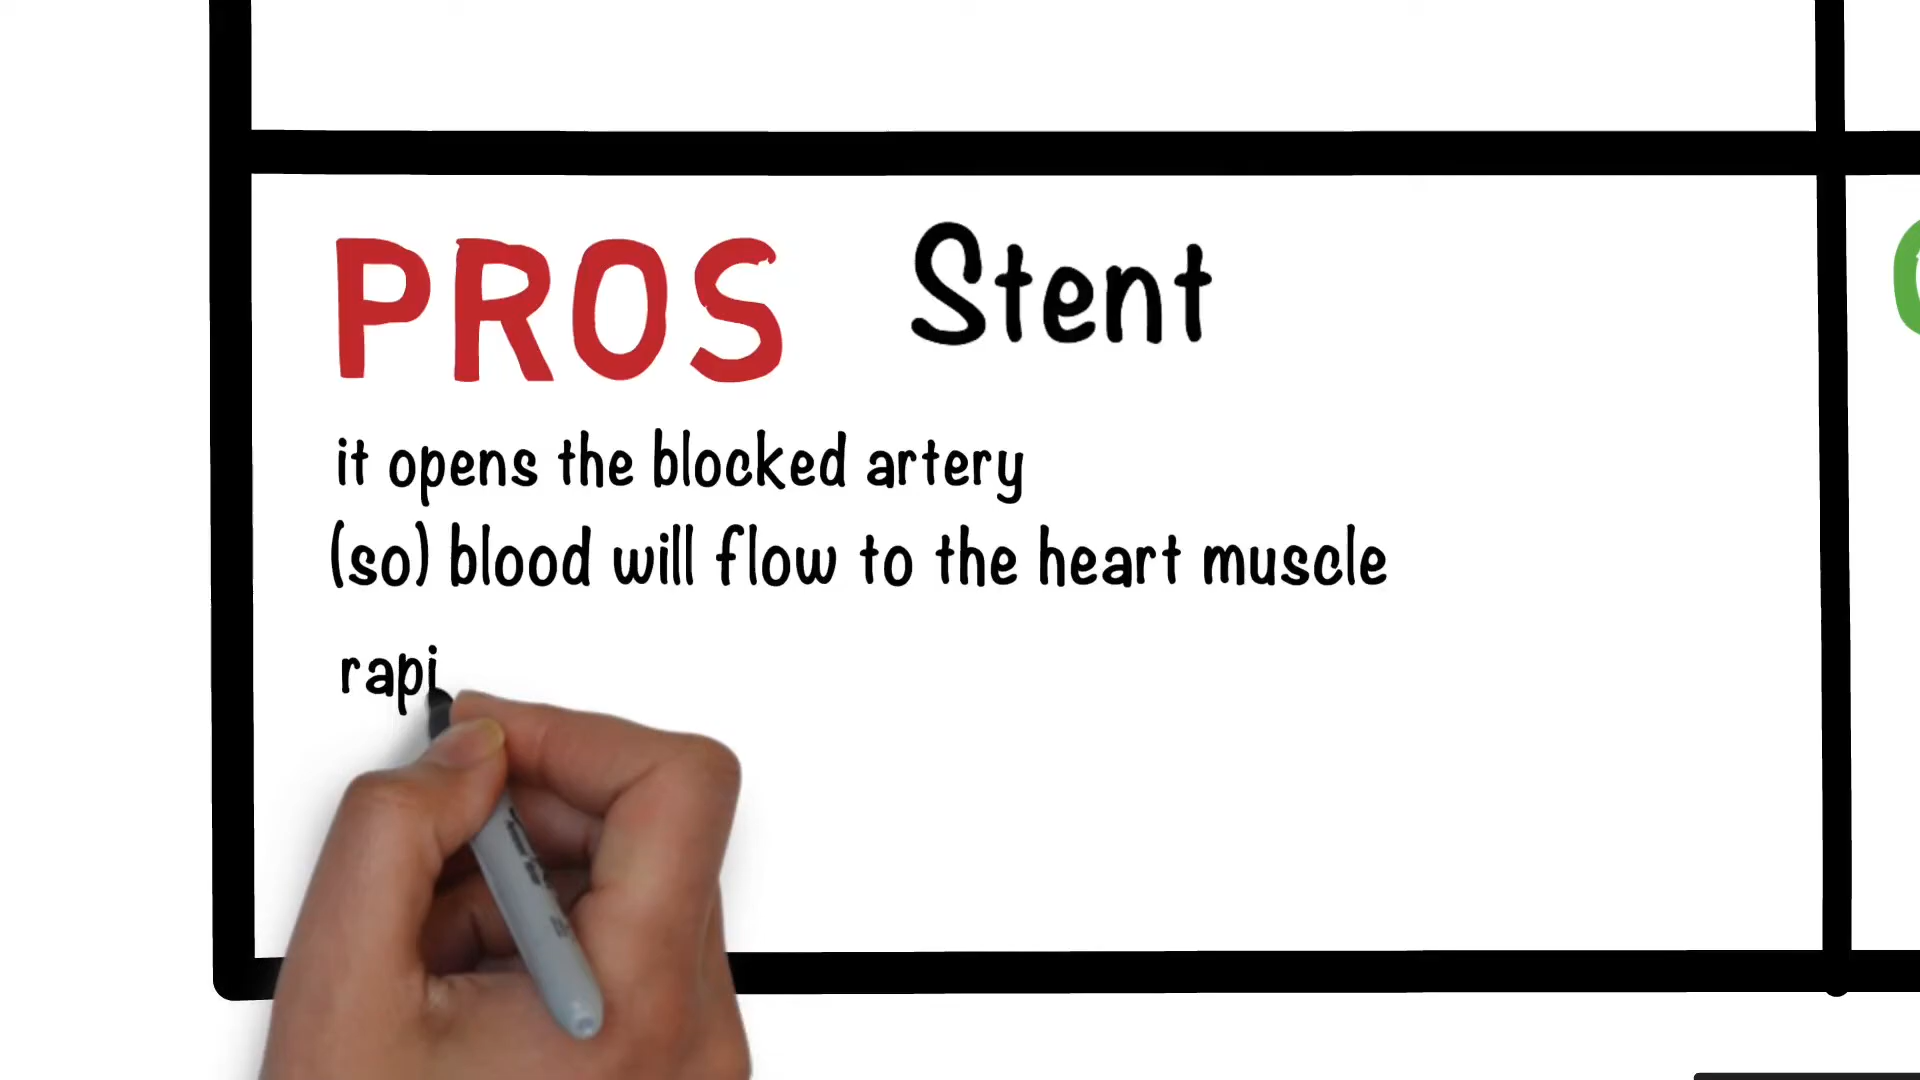 PROS Stent
it opens the blocked artery
(so) blood will flow to the heart muscle
rapi